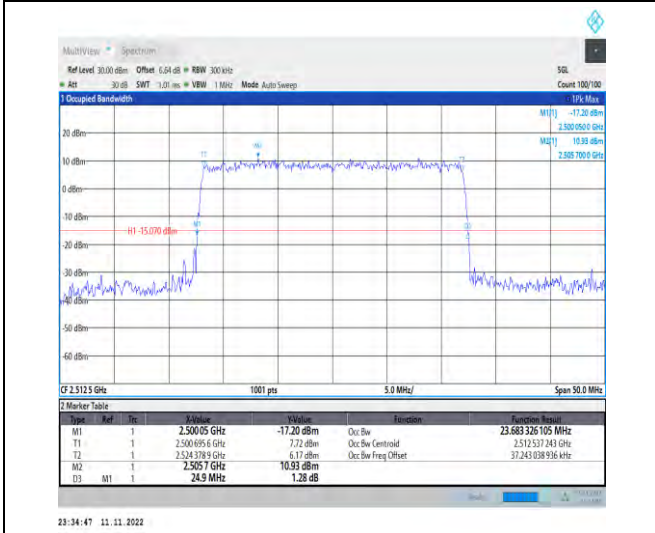 MultiView Spectrum
Ref Level 30.00 dBm Offset 6.64 dB RBW 300 kHz SGL
Att 30 dB SWT 1.01 ms VBW 1 MHz Mode Auto Sweep Count 100/100
1 Occupied Bandwidth 1Pk Max
M1[1] -17.20 dBm
2.500 050 0 GHz
M2[1] 10.93 dBm
2.505 700 0 GHz
20 dBm
10 dBm
0 dBm
-10 dBm
H1 -15.070 dBm
-20 dBm
-30 dBm
-40 dBm
-50 dBm
-60 dBm
M2
T1
M1
CF 2.512 5 GHz 1001 pts 5.0 MHz/ Span 50.0 MHz
2 Marker Table
Type Ref Trc X-Value Y-Value Function Function Result
M1 1 2.500 05 GHz -17.20 dBm Occ Bw 23.683 326 105 MHz
T1 1 2.500 695 6 GHz 7.72 dBm Occ Bw Centroid 2.512 537 243 GHz
T2 1 2.524 378 9 GHz 6.17 dBm Occ Bw Freq Offset 37.243 038 936 kHz
M2 1 2.505 7 GHz 10.93 dBm
D3 M1 1 24.9 MHz 1.28 dB
23:34:47 11.11.2022